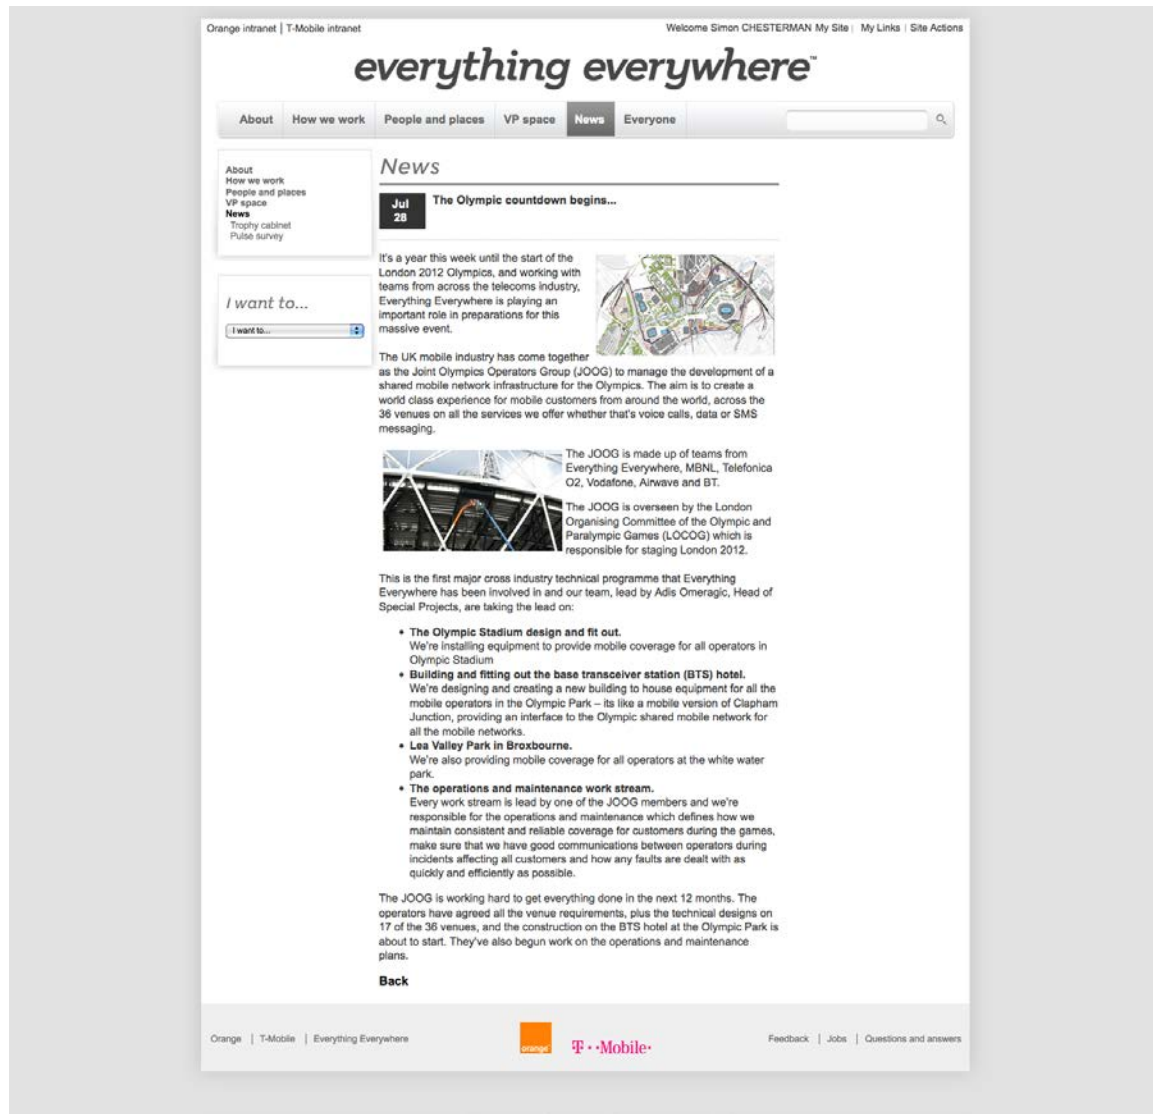 Orange intranet | T-Mobile intranet
Welcome Simon CHESTERMAN My Site | My Links | Site Actions
everything everywhere™
About How we work People and places VP space News Everyone
About
How we work
People and places
VP space
News
Trophy cabinet
Pulse survey
I want to...
I want to...
News
Jul
28
The Olympic countdown begins...
It's a year this week until the start of the
London 2012 Olympics, and working with
teams from across the telecoms industry,
Everything Everywhere is playing an
important role in preparations for this
massive event.
The UK mobile industry has come together
as the Joint Olympics Operators Group (JOOG) to manage the development of a
shared mobile network infrastructure for the Olympics. The aim is to create a
world class experience for mobile customers from around the world, across the
36 venues on all the services we offer whether that's voice calls, data or SMS
messaging.
The JOOG is made up of teams from
Everything Everywhere, MBNL, Telefonica
O2, Vodafone, Airwave and BT.
The JOOG is overseen by the London
Organising Committee of the Olympic and
Paralympic Games (LOCOG) which is
responsible for staging London 2012.
This is the first major cross industry technical programme that Everything
Everywhere has been involved in and our team, lead by Adis Omeragic, Head of
Special Projects, are taking the lead on:
• The Olympic Stadium design and fit out.
We're installing equipment to provide mobile coverage for all operators in
Olympic Stadium
• Building and fitting out the base transceiver station (BTS) hotel.
We're designing and creating a new building to house equipment for all the
mobile operators in the Olympic Park – its like a mobile version of Clapham
Junction, providing an interface to the Olympic shared mobile network for
all the mobile networks.
• Lea Valley Park in Broxbourne.
We're also providing mobile coverage for all operators at the white water
park.
• The operations and maintenance work stream.
Every work stream is lead by one of the JOOG members and we're
responsible for the operations and maintenance which defines how we
maintain consistent and reliable coverage for customers during the games,
make sure that we have good communications between operators during
incidents affecting all customers and how any faults are dealt with as
quickly and efficiently as possible.
The JOOG is working hard to get everything done in the next 12 months. The
operators have agreed all the venue requirements, plus the technical designs on
17 of the 36 venues, and the construction on the BTS hotel at the Olympic Park is
about to start. They've also begun work on the operations and maintenance
plans.
Back
Orange | T-Mobile | Everything Everywhere
orange™
T··Mobile·
Feedback | Jobs | Questions and answers